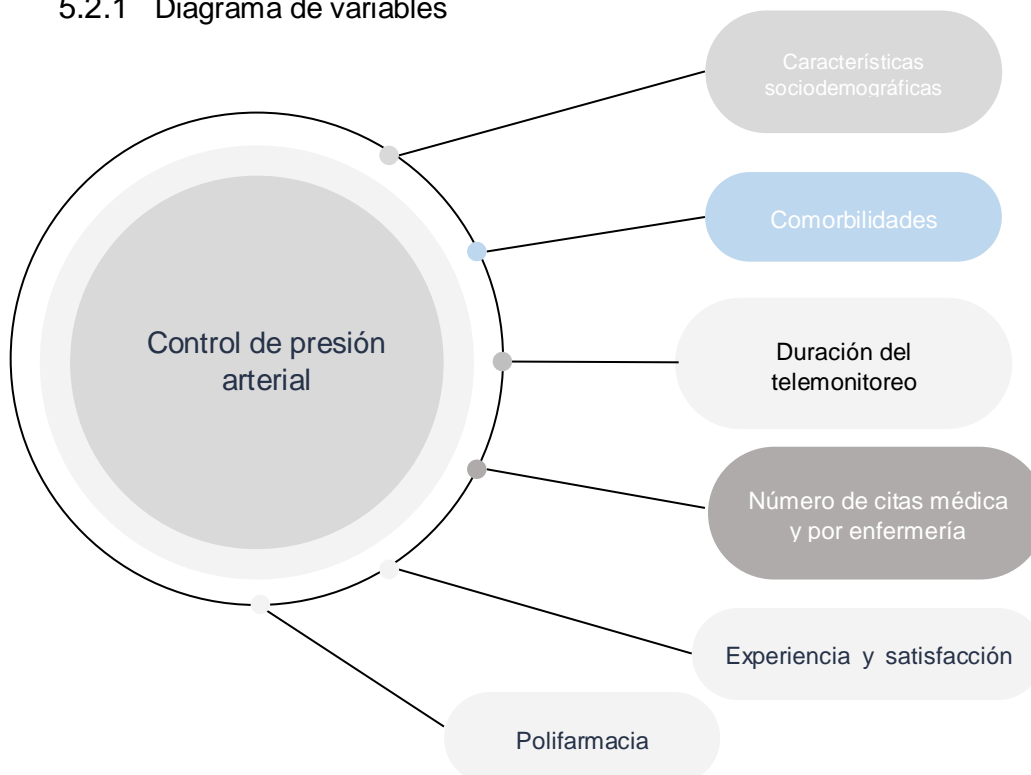 5.2.1 Diagrama de variables
Características
sociodemográficas
Comorbilidades
Control de presión
arterial
Duración del
telemonitoreo
Número de citas médica
y por enfermería
Experiencia y satisfacción
Polifarmacia